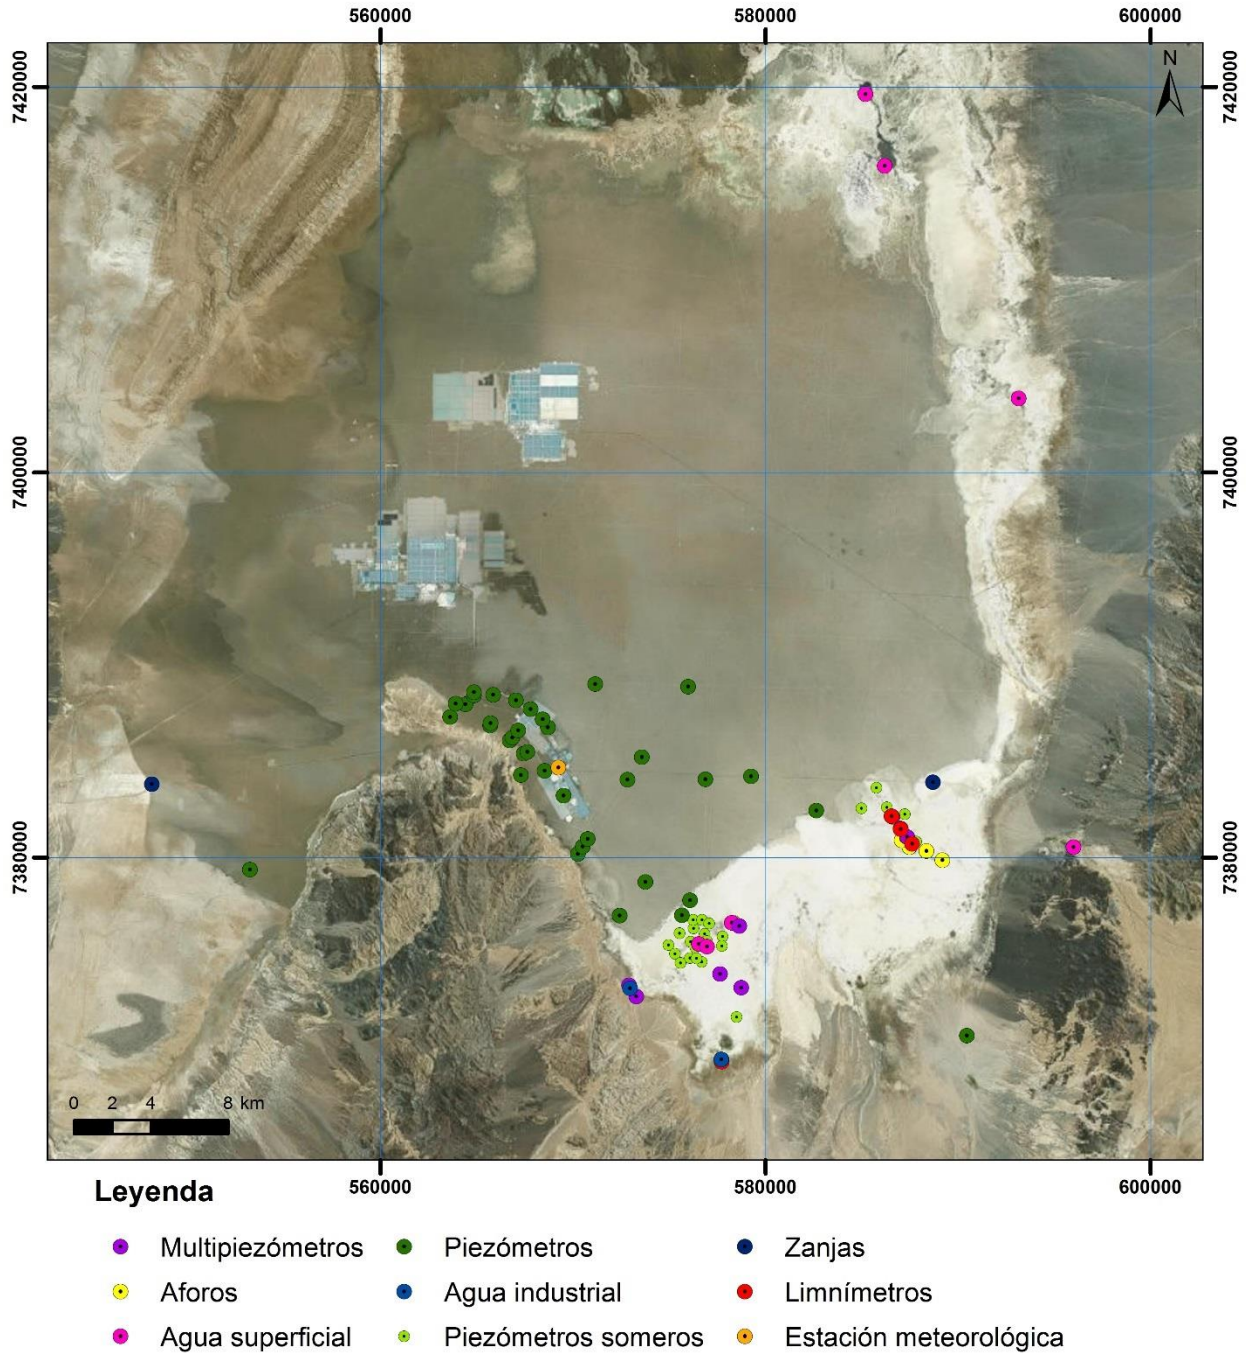 560000 580000 600000
N
7420000 7420000
7400000 7400000
7380000 7380000
0 2 4 8 km
560000 580000 600000
Leyenda
Multipiezómetros Piezómetros Zanjas
Aforos Agua industrial Limnímetros
Agua superficial Piezómetros someros Estación meteorológica